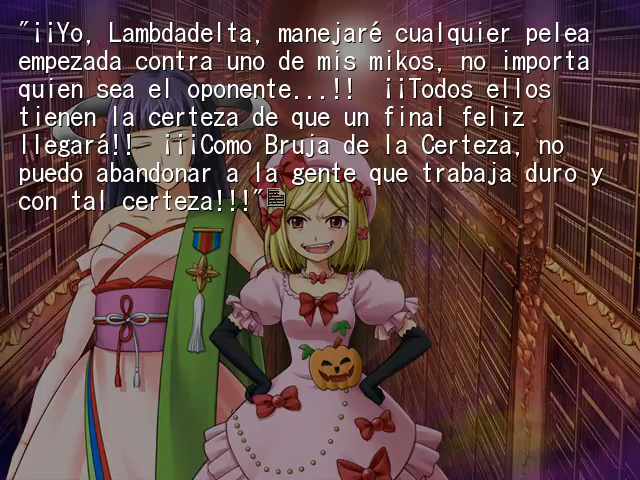 "¡¡Yo, Lambdadelta, manejaré cualquier pelea
empezada contra uno de mis mikos, no importa
quien sea el oponente...!!  ¡¡Todos ellos
tienen la certeza de que un final feliz
llegará!!  ¡¡¡Como Bruja de la Certeza, no
puedo abandonar a la gente que trabaja duro y
con tal certeza!!!"